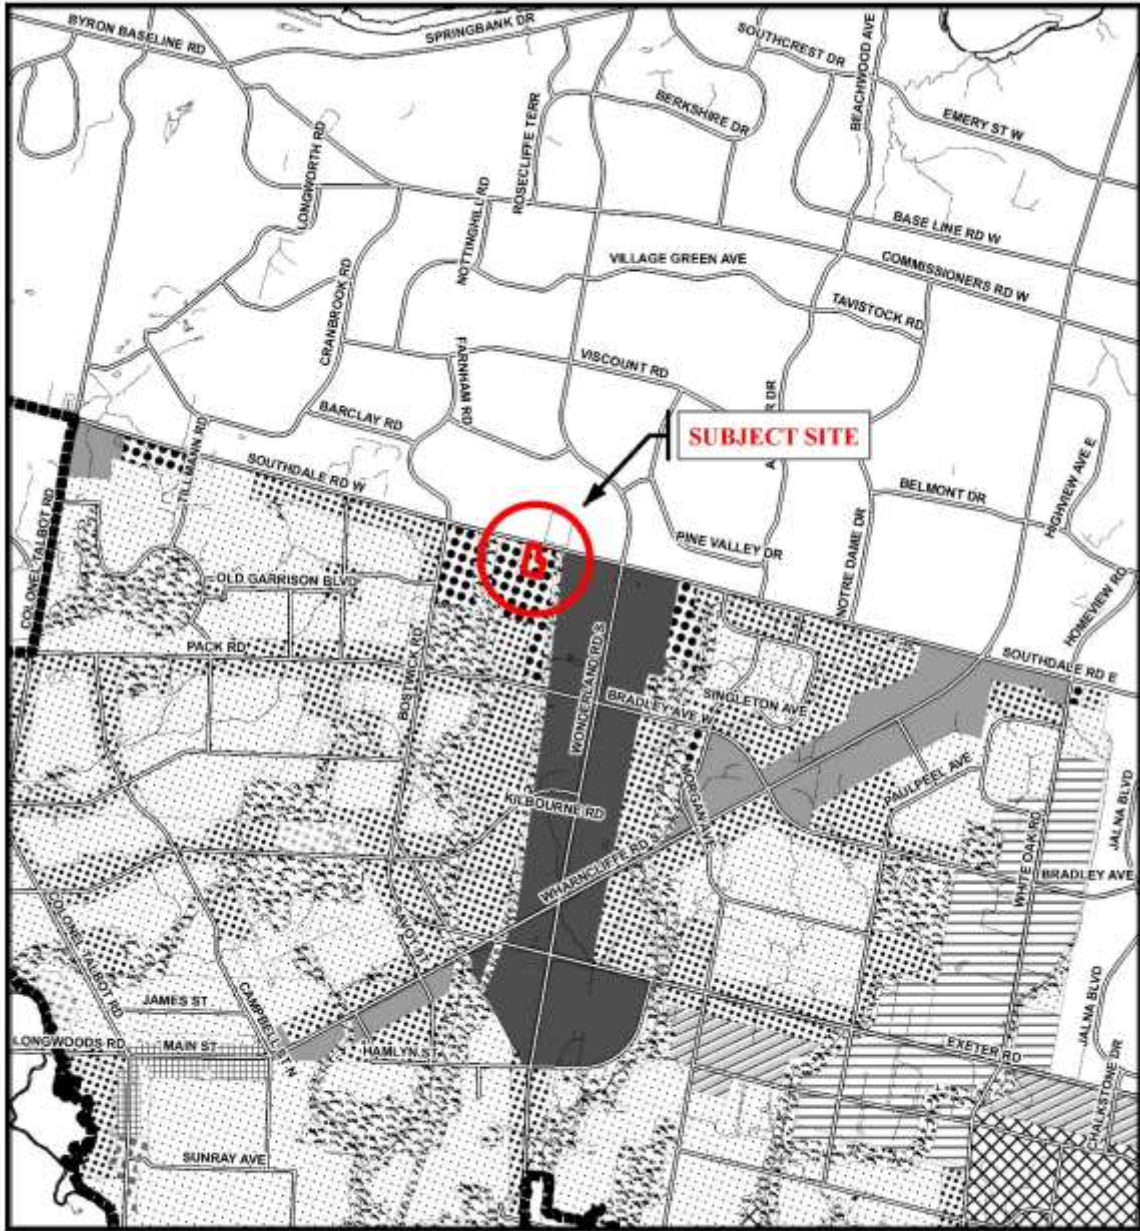 BYRON BASELINE RD
SPRINGBANK DR
SOUTHCREST DR
BEACHWOOD AVE
BERKSHIRE DR
EMERY ST W
ROSECLIFFE TERR
LONGWORTH RD
NOTTINGHILL RD
BASE LINE RD W
COMMISSIONERS RD W
VILLAGE GREEN AVE
TAVISTOCK RD
CRANBROOK RD
FARNHAM RD
VISCOUNT RD
BARCLAY RD
SUBJECT SITE
TILLMANN RD
SOUTHDALE RD W
HIGHVIEW AVE E
BELMONT DR
COLONEL TALBOT RD
PINE VALLEY DR
NOTRE DAME DR
OLD GARRISON BLVD
HOMEVIEW RD
PACK RD
BOSTWICK RD
WONDERLAND RD S
SOUTHDALE RD E
SINGLETON AVE
BRADLEY AVE W
MORGAN AVE
PAULPEEL AVE
KILBOURNE RD
WHARNCLIFFE RD S
WHITE OAK RD
JALNA BLVD
BRADLEY AVE
COLONEL TALBOT RD
CAMPBELL ST N
JAMES ST
JALNA BLVD
LONGWOODS RD
MAIN ST
HAMLYN ST
EXETER RD
CHALKSTONE DR
SUNRAY AVE